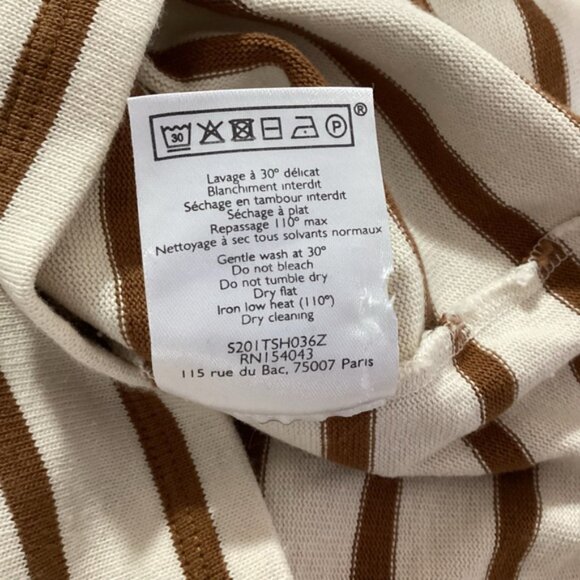 30 P ®
Lavage à 30° délicat
Blanchiment interdit
Séchage en tambour interdit
Séchage à plat
Repassage 110° max
Nettoyage à sec tous solvants normaux
Gentle wash at 30°
Do not bleach
Do not tumble dry
Dry flat
Iron low heat (110°)
Dry cleaning
S201TSH036Z
RN154043
115 rue du Bac, 75007 Paris